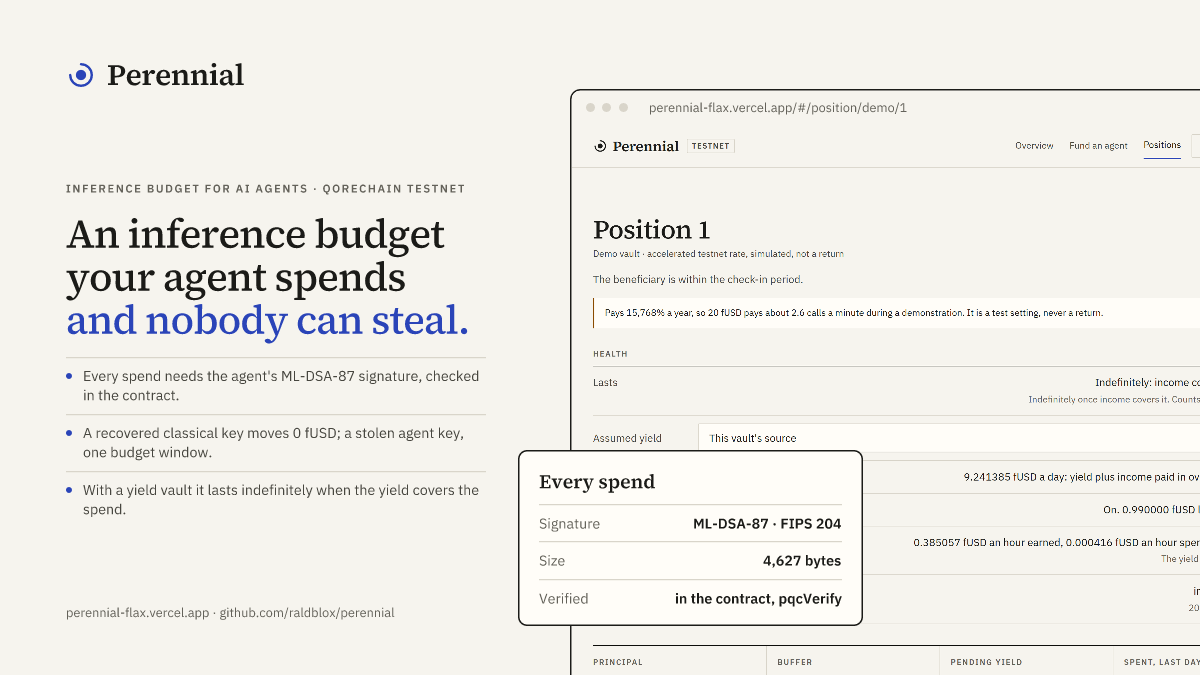 Perennial
INFERENCE BUDGET FOR AI AGENTS · QORECHAIN TESTNET
An inference budget
your agent spends
and nobody can steal.
Every spend needs the agent's ML-DSA-87 signature, checked
in the contract.
A recovered classical key moves 0 fUSD; a stolen agent key,
one budget window.
With a yield vault it lasts indefinitely when the yield covers the
spend.
perennial-flax.vercel.app · github.com/raldblox/perennial
perennial-flax.vercel.app/#/position/demo/1
Perennial TESTNET
Overview Fund an agent Positions
Position 1
Demo vault · accelerated testnet rate, simulated, not a return
The beneficiary is within the check-in period.
Pays 15,768% a year, so 20 fUSD pays about 2.6 calls a minute during a demonstration. It is a test setting, never a return.
HEALTH
Lasts
Indefinitely: income co
Indefinitely once income covers it. Counts
Assumed yield
This vault's source
9.241385 fUSD a day: yield plus income paid in ov
On. 0.990000 fUSD l
0.385057 fUSD an hour earned, 0.000416 fUSD an hour spen
The yield
in
20
Every spend
Signature ML-DSA-87 · FIPS 204
Size 4,627 bytes
Verified in the contract, pqcVerify
PRINCIPAL BUFFER PENDING YIELD SPENT, LAST DAY